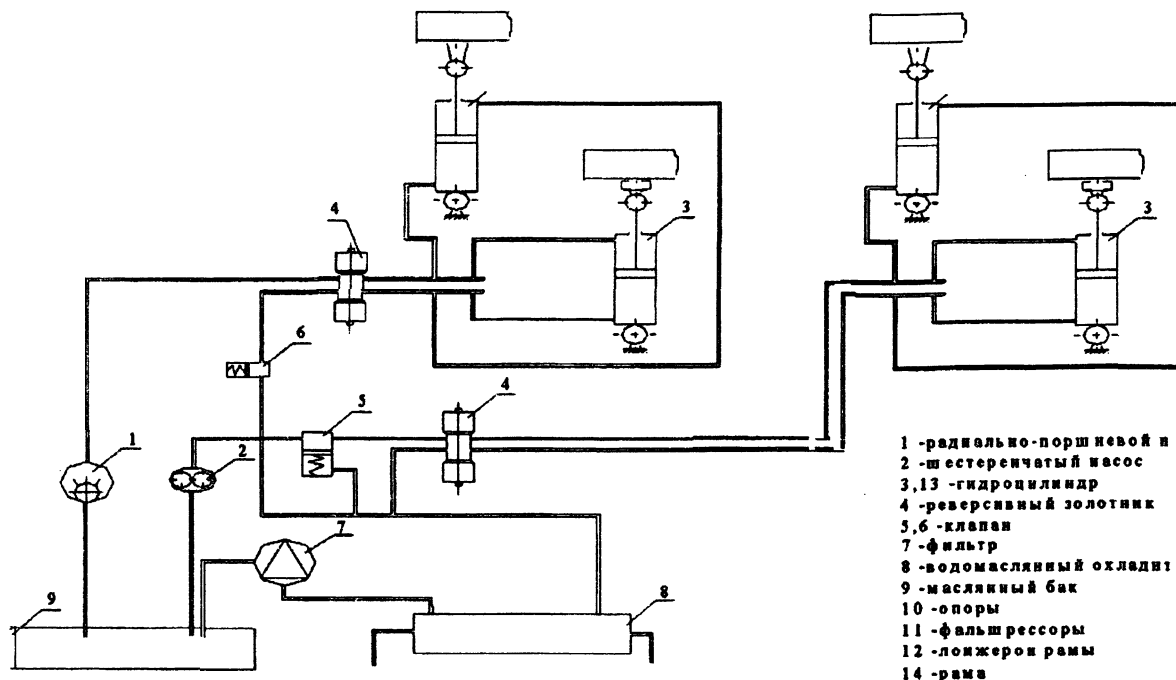 3
3
4
6
5
4
1
2
7
9
8
1 -радиально-поршневой н
2 -шестеренчатый насос
3,13 -гидроцилиндр
4 -реверсивный золотник
5,6 -клапан
7 -фильтр
8 -водомаслянный охладит
9 -маслянный бак
10 -опоры
11 -фальшрессоры
12 -лонжерон рамы
14 -рама